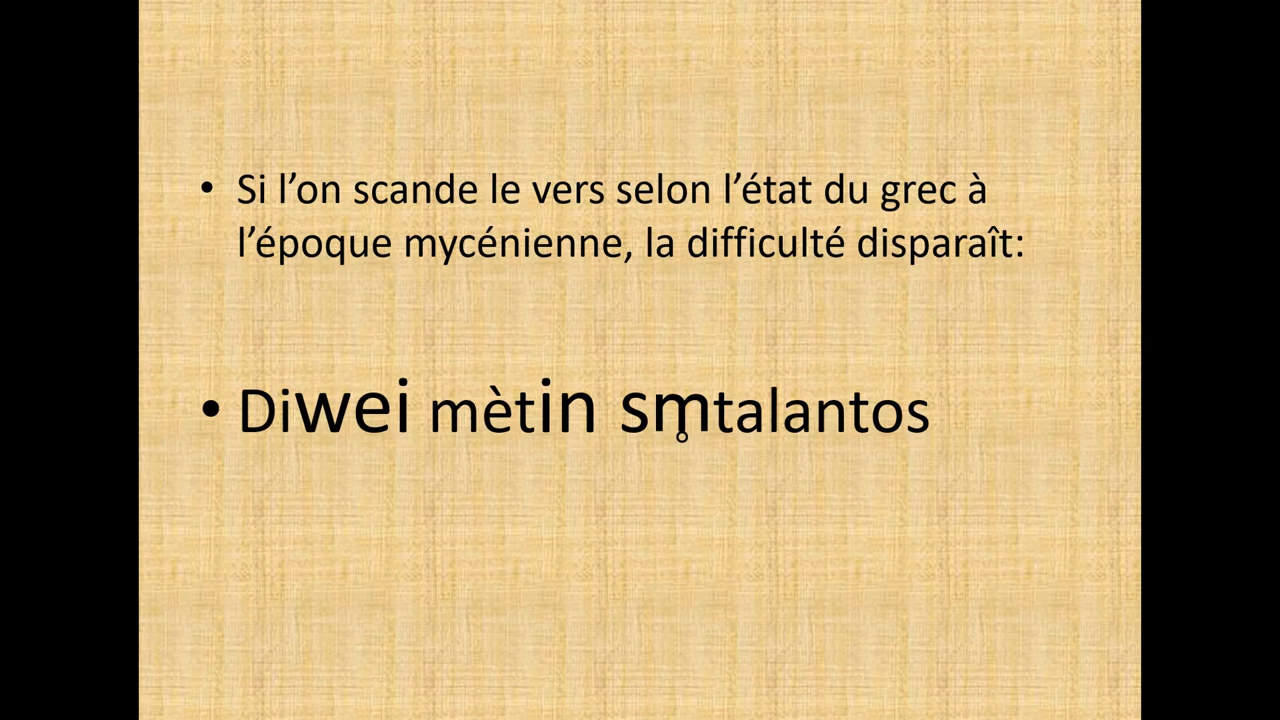 • Si l’on scande le vers selon l’état du grec à
l’époque mycénienne, la difficulté disparaît:
• Diwei mètin sm̥talantos